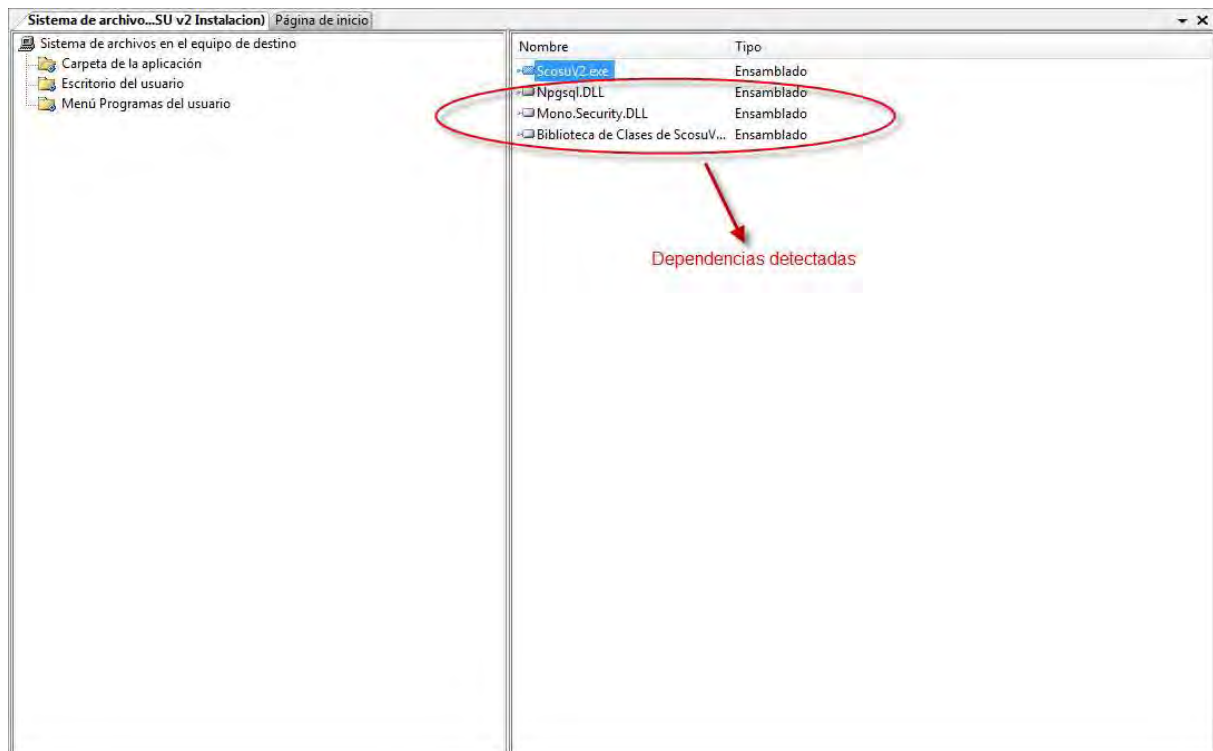 Sistema de archivo...SU v2 Instalacion) Página de inicio
Sistema de archivos en el equipo de destino
Carpeta de la aplicación
Escritorio del usuario
Menú Programas del usuario
Nombre Tipo
ScosuV2.exe Ensamblado
Npgsql.DLL Ensamblado
Mono.Security.DLL Ensamblado
Biblioteca de Clases de ScosuV... Ensamblado
Dependencias detectadas